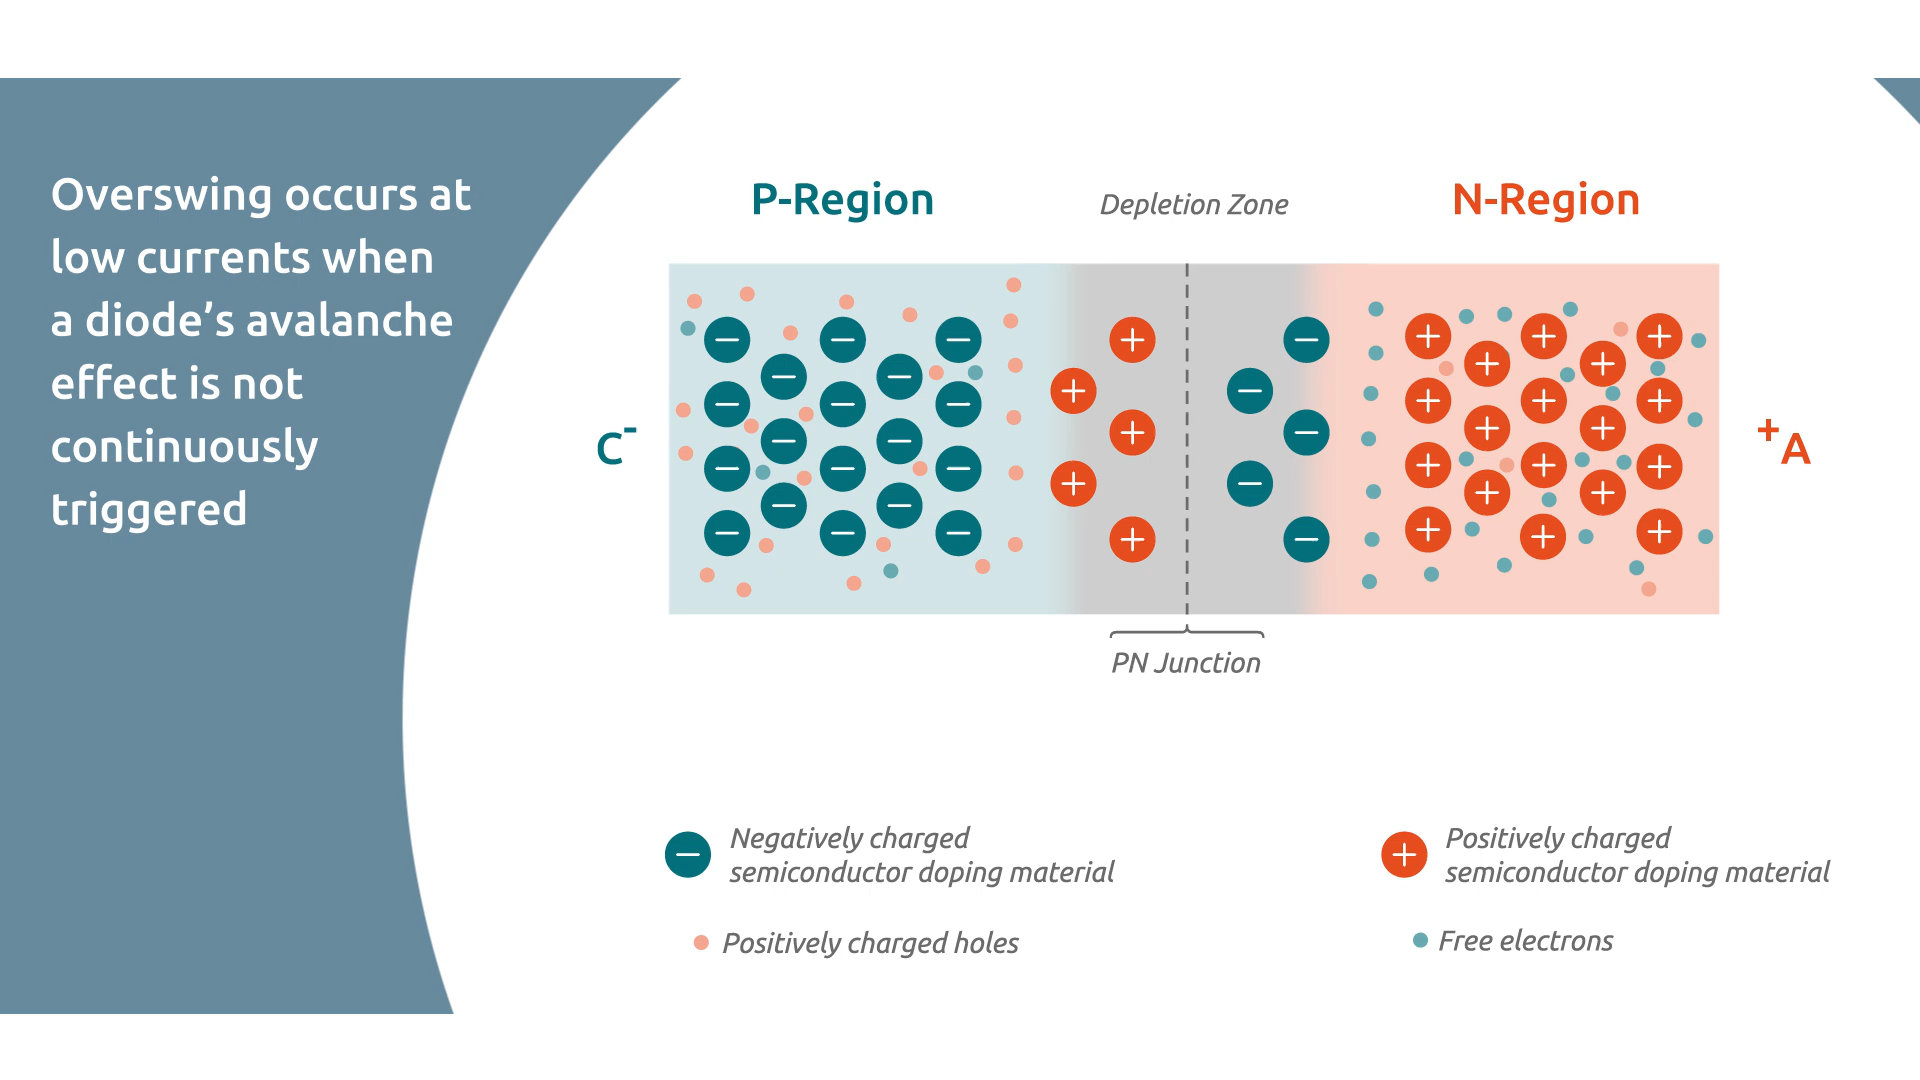 Overswing occurs at
low currents when
a diode’s avalanche
effect is not
continuously
triggered
P-Region
Depletion Zone
N-Region
C-
+A
PN Junction
Negatively charged
semiconductor doping material
Positively charged
semiconductor doping material
Positively charged holes
Free electrons